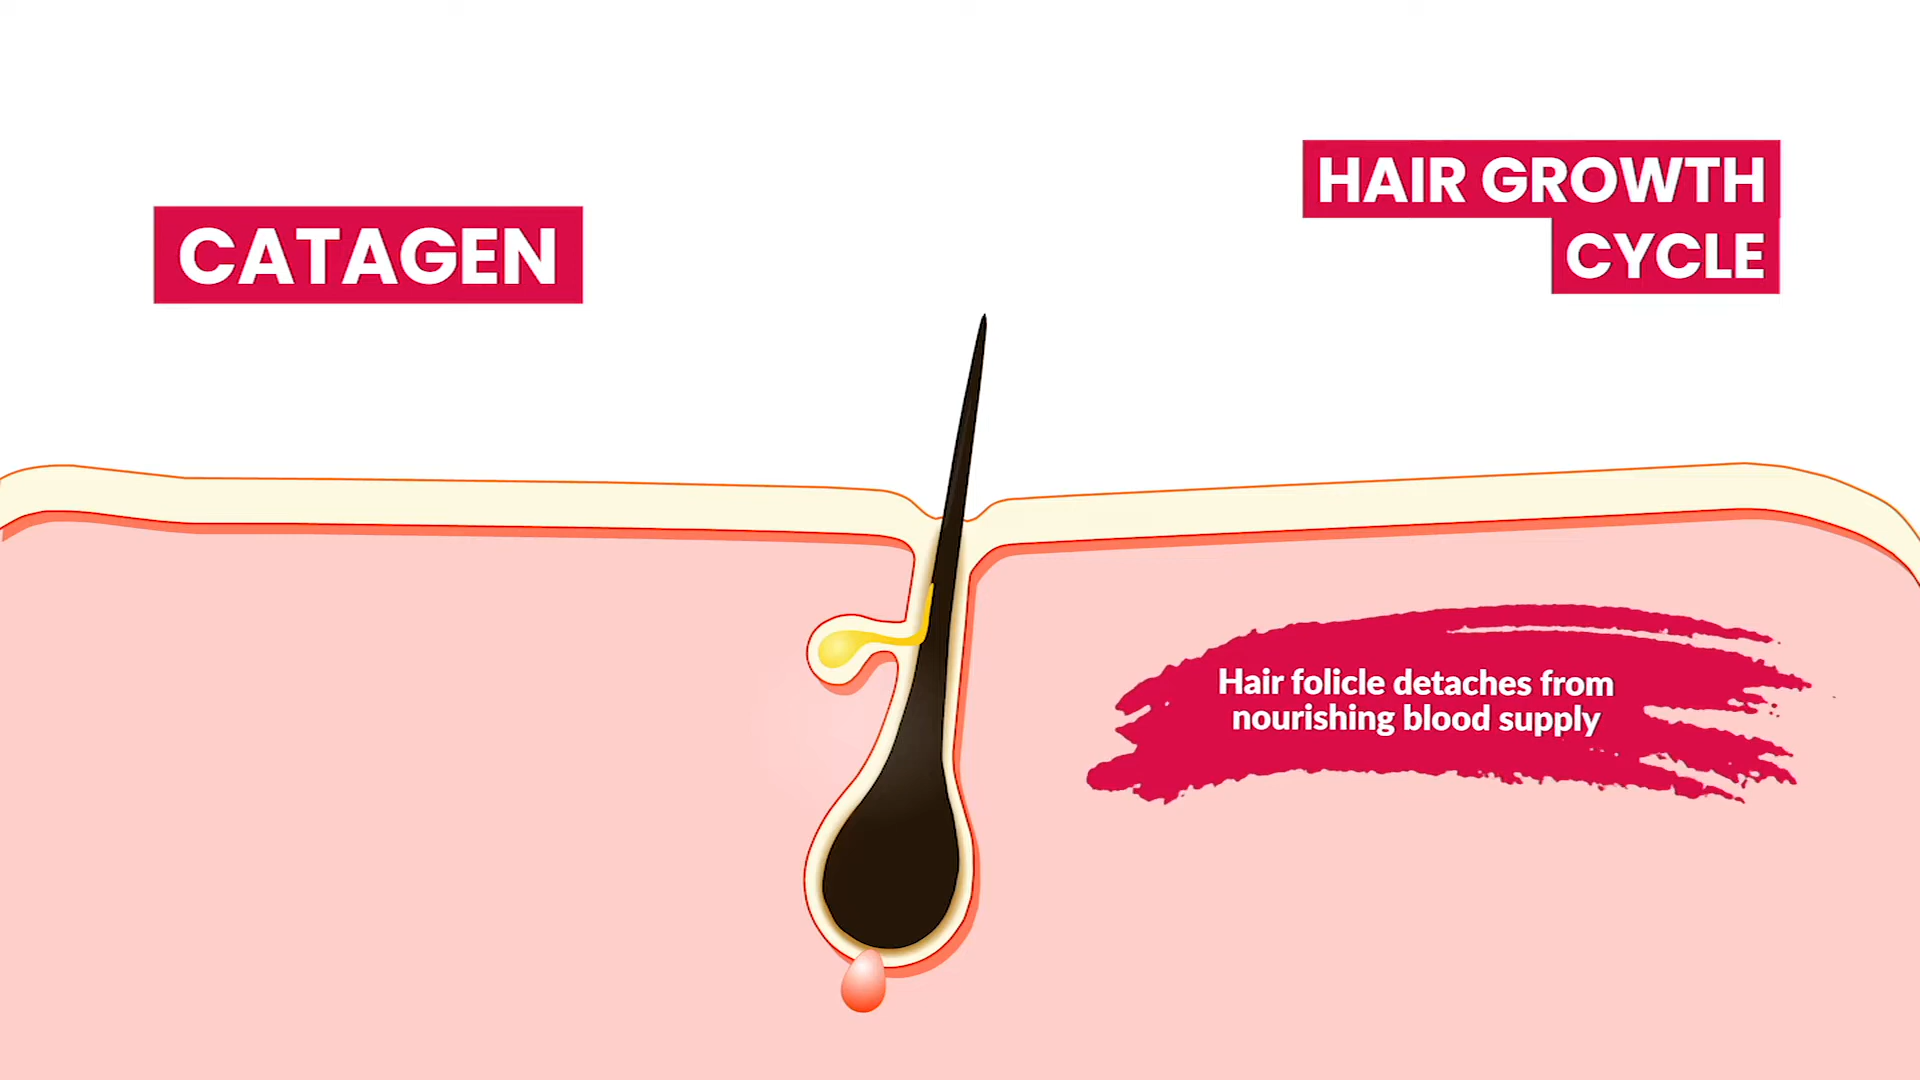 CATAGEN
HAIR GROWTH
CYCLE
Hair folicle detaches from
nourishing blood supply